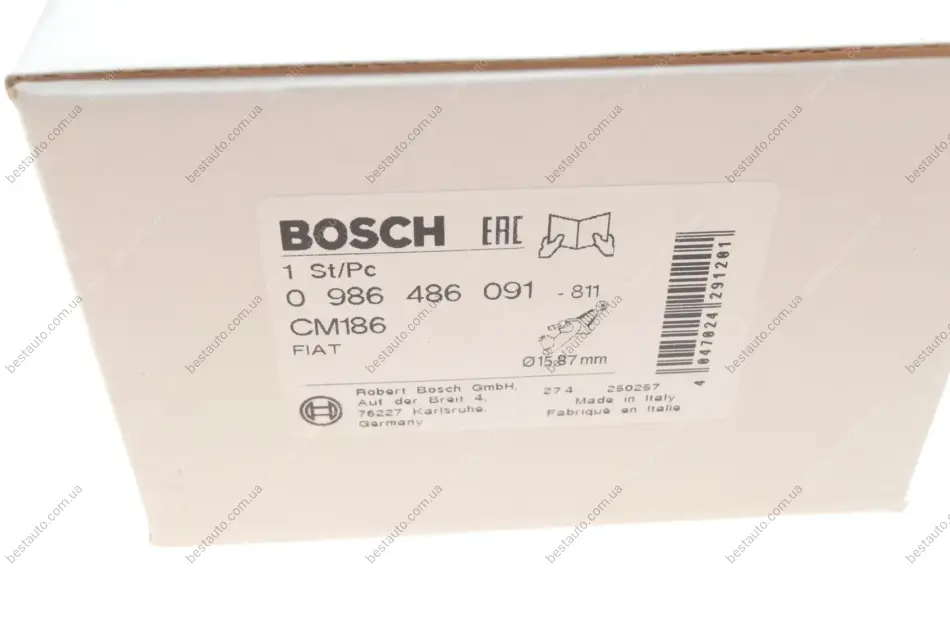 BOSCH EAC
1 St/Pc
0 986 486 091 - 811
CM186
FIAT
Ø15,87 mm
4 047024 291201
Robert Bosch GmbH.
Auf der Breit 4.
76227 Karlsruhe.
Germany
274 250257
Made in Italy
Fabriqué en Italie
bestauto.com.ua